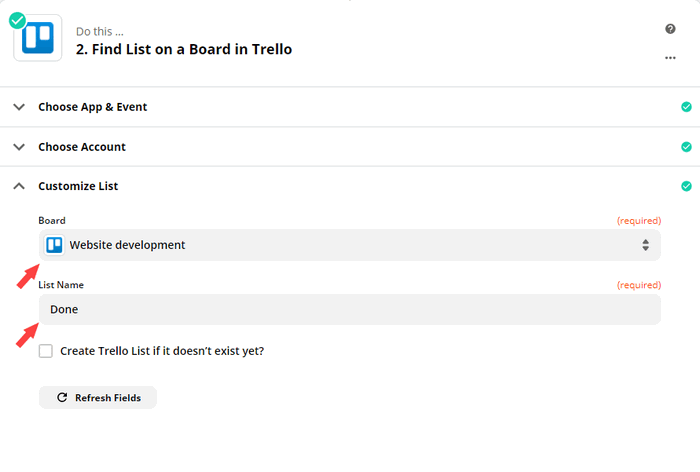 Do this ...
2. Find List on a Board in Trello
Choose App & Event
Choose Account
Customize List
Board (required)
Website development
List Name (required)
Done
Create Trello List if it doesn't exist yet?
Refresh Fields